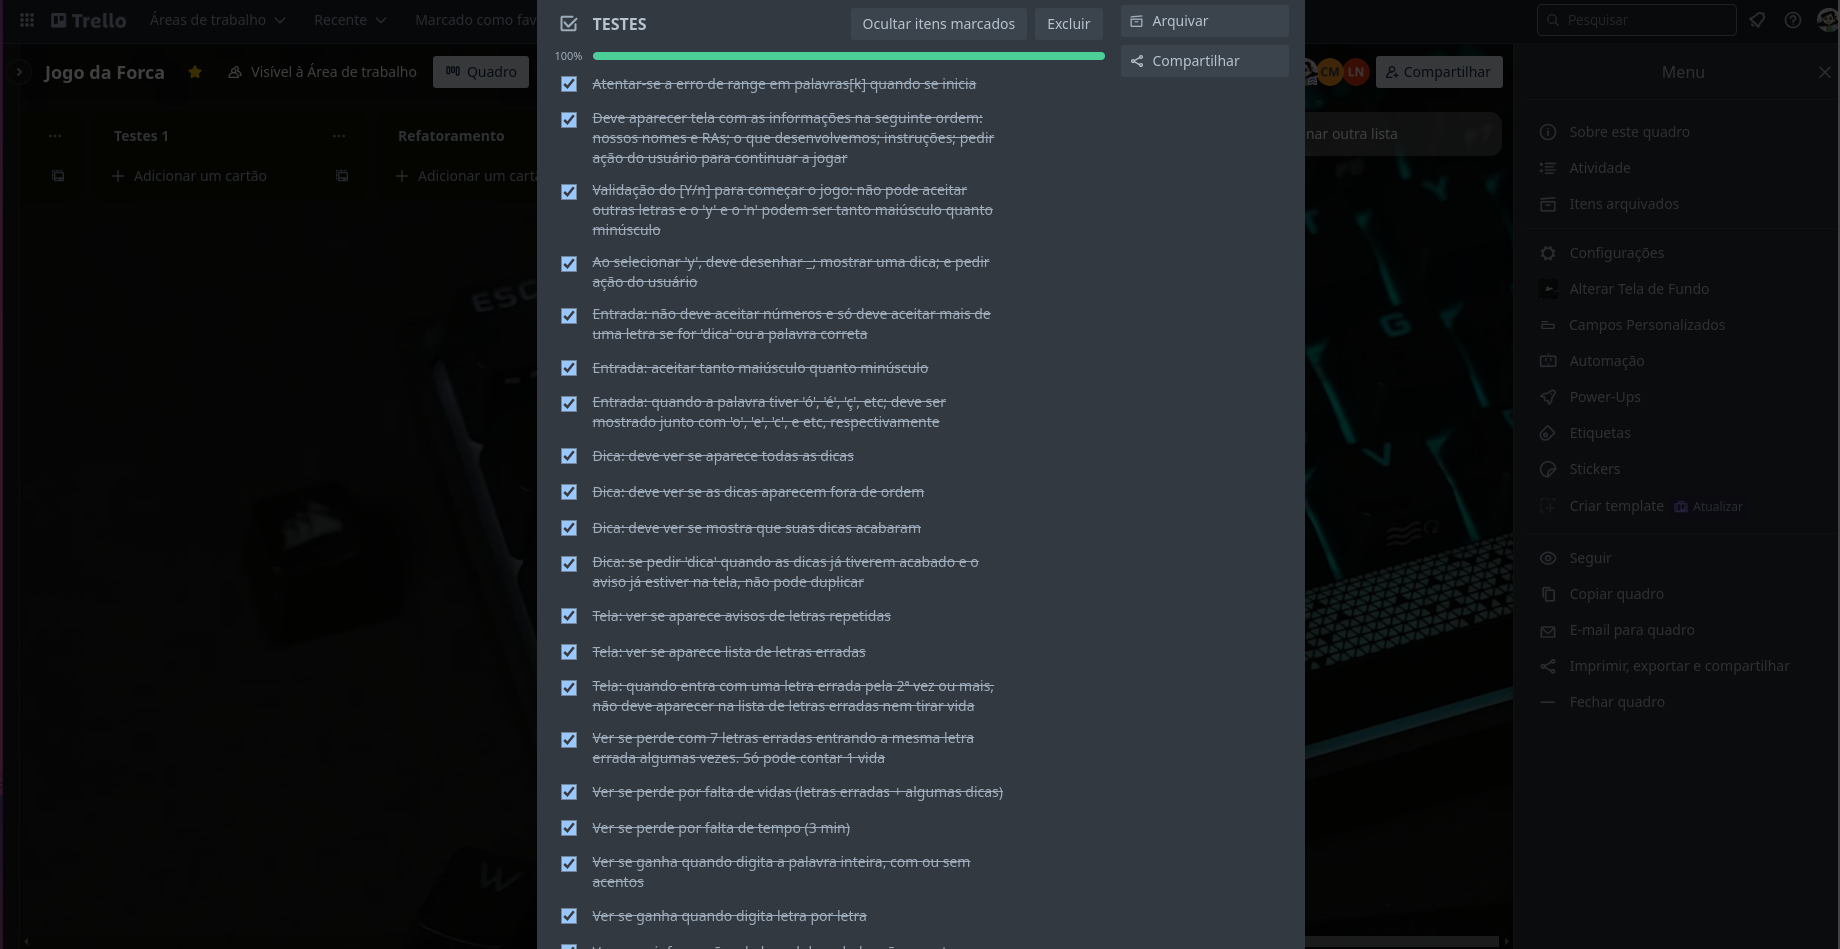 Trello
Áreas de trabalho
Recente
Marcado como fav
Pesquisar
Jogo da Forca
Visível à Área de trabalho
Quadro
CM
LN
Compartilhar
Testes 1
Adicionar um cartão
Refatoramento
Adicionar um cart
nar outra lista
ESC
G
V
W
TESTES
Ocultar itens marcados
Excluir
Arquivar
Compartilhar
100%
Atentar-se a erro de range em palavras[k] quando se inicia
Deve aparecer tela com as informações na seguinte ordem:
nossos nomes e RAs; o que desenvolvemos; instruções; pedir
ação do usuário para continuar a jogar
Validação do [Y/n] para começar o jogo: não pode aceitar
outras letras e o 'y' e o 'n' podem ser tanto maiúsculo quanto
minúsculo
Ao selecionar 'y', deve desenhar _; mostrar uma dica; e pedir
ação do usuário
Entrada: não deve aceitar números e só deve aceitar mais de
uma letra se for 'dica' ou a palavra correta
Entrada: aceitar tanto maiúsculo quanto minúsculo
Entrada: quando a palavra tiver 'ó', 'é', 'ç', etc; deve ser
mostrado junto com 'o', 'e', 'c', e etc, respectivamente
Dica: deve ver se aparece todas as dicas
Dica: deve ver se as dicas aparecem fora de ordem
Dica: deve ver se mostra que suas dicas acabaram
Dica: se pedir 'dica' quando as dicas já tiverem acabado e o
aviso já estiver na tela, não pode duplicar
Tela: ver se aparece avisos de letras repetidas
Tela: ver se aparece lista de letras erradas
Tela: quando entra com uma letra errada pela 2ª vez ou mais,
não deve aparecer na lista de letras erradas nem tirar vida
Ver se perde com 7 letras erradas entrando a mesma letra
errada algumas vezes. Só pode contar 1 vida
Ver se perde por falta de vidas (letras erradas + algumas dicas)
Ver se perde por falta de tempo (3 min)
Ver se ganha quando digita a palavra inteira, com ou sem
acentos
Ver se ganha quando digita letra por letra
Menu
Sobre este quadro
Atividade
Itens arquivados
Configurações
Alterar Tela de Fundo
Campos Personalizados
Automação
Power-Ups
Etiquetas
Stickers
Criar template
Atualizar
Seguir
Copiar quadro
E-mail para quadro
Imprimir, exportar e compartilhar
Fechar quadro